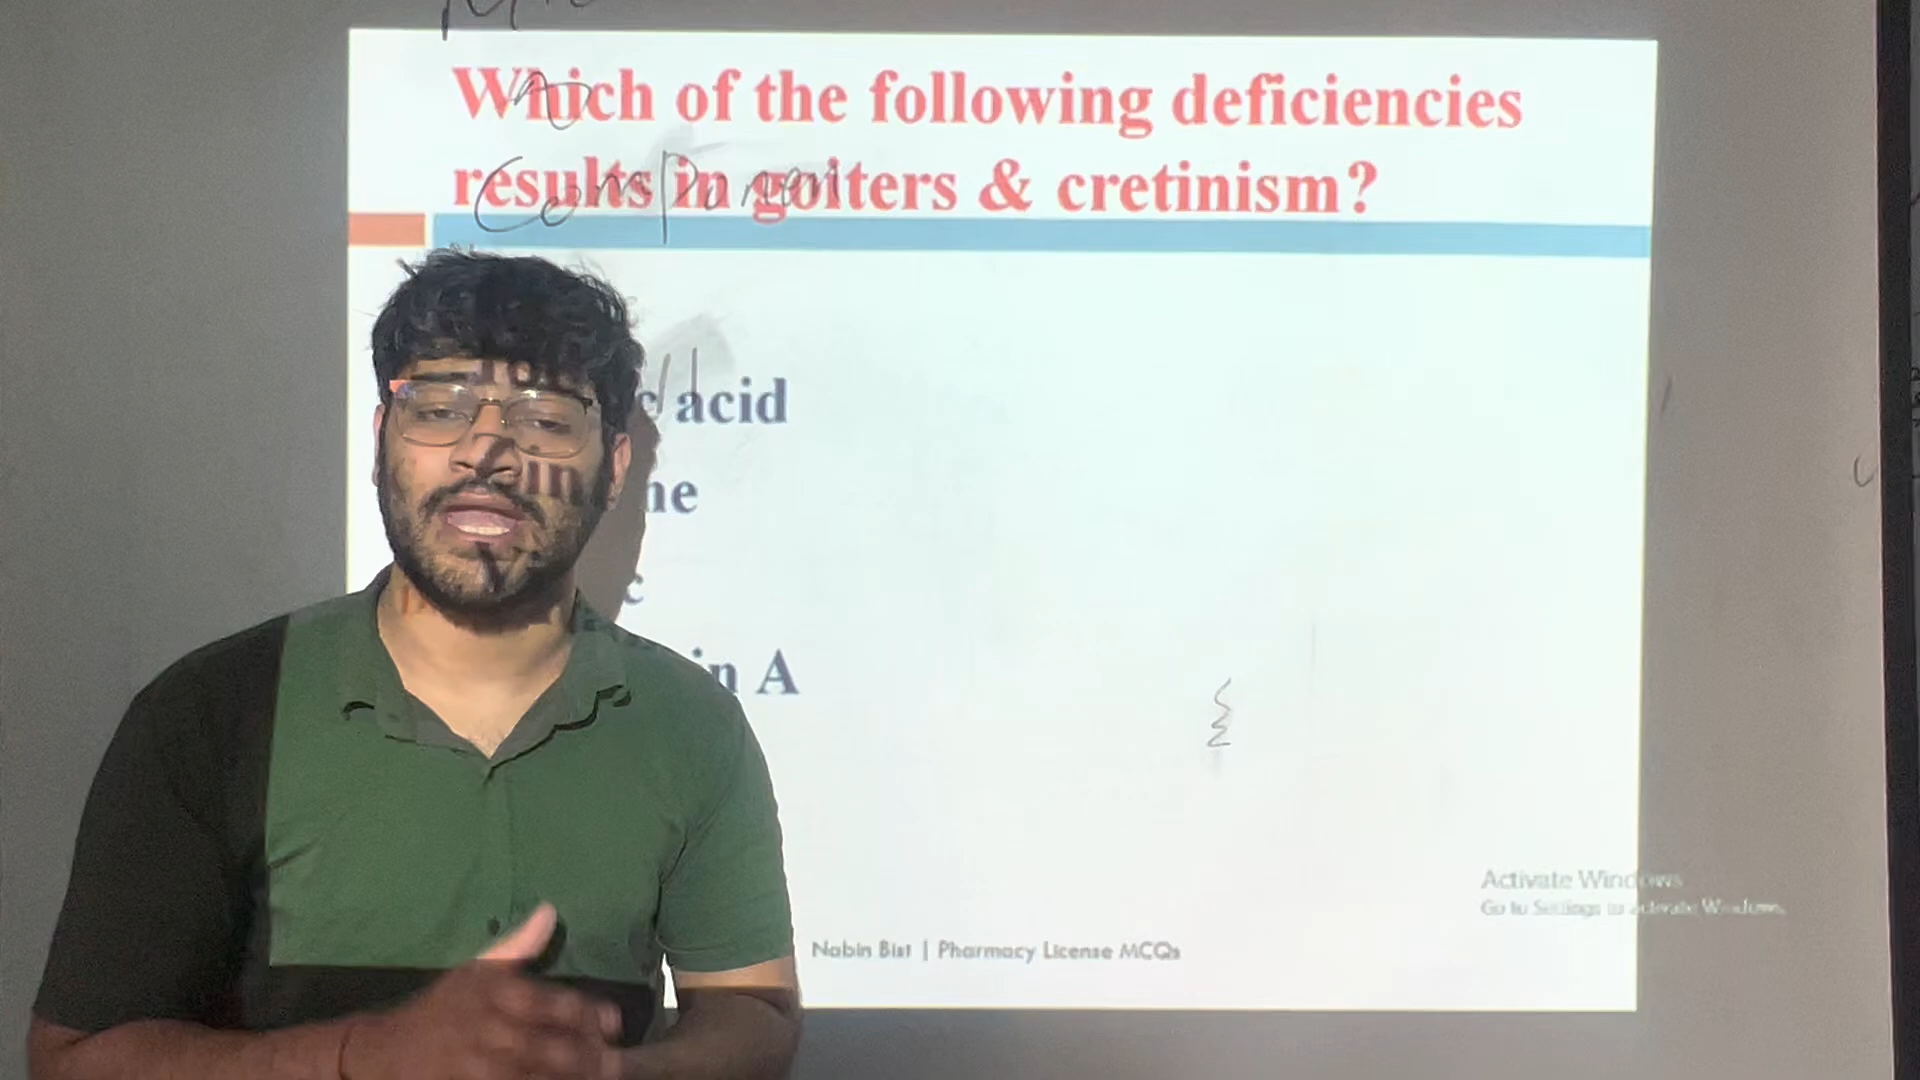 Which of the following deficiencies
results in goiters & cretinism?
Componen
c acid
ne
c
in A
Activate Windows
Go to Settings to activate Windows.
Nabin Bist | Pharmacy License MCQs